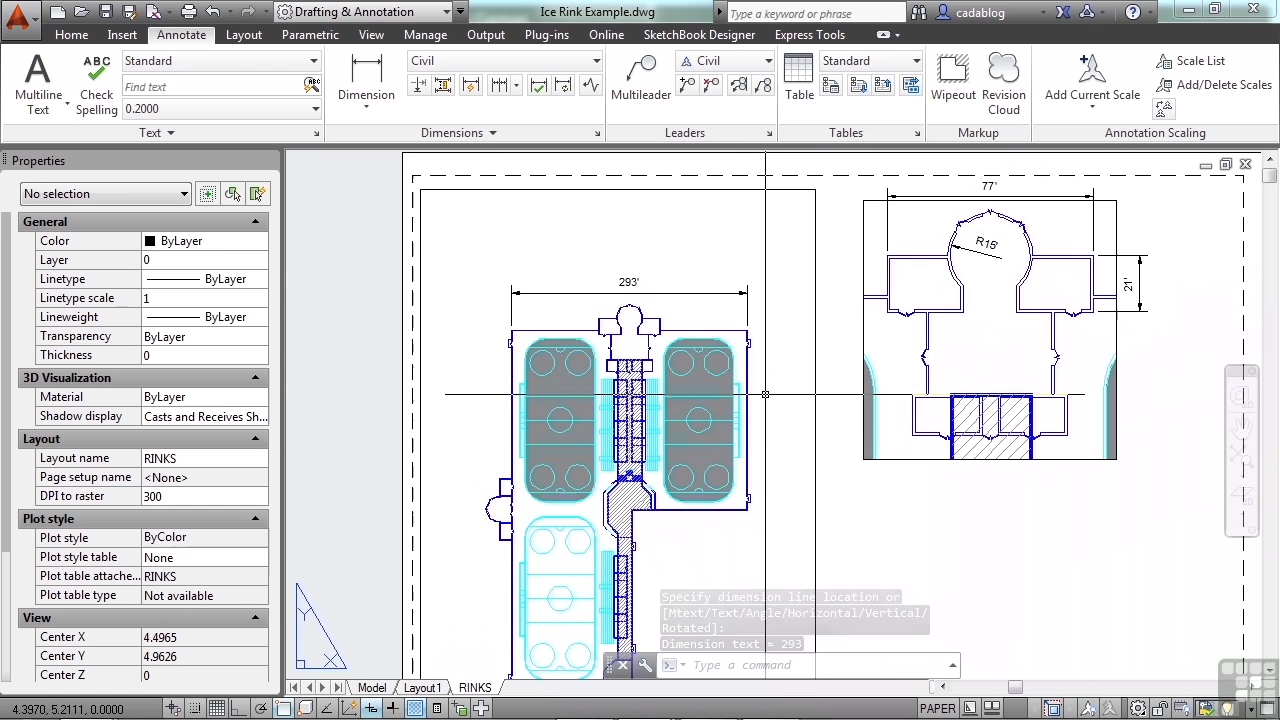 Drafting & Annotation
Ice Rink Example.dwg
Type a keyword or phrase
cadablog
Home Insert Annotate Layout Parametric View Manage Output Plug-ins Online SketchBook Designer Express Tools
Multiline Text
ABC
Check Spelling
Standard
Find text
0.2000
Dimension
Civil
Multileader
Civil
Table
Standard
Wipeout
Revision Cloud
Add Current Scale
Scale List
Add/Delete Scales
Text Dimensions Leaders Tables Markup Annotation Scaling
Properties
No selection
General
Color ByLayer
Layer 0
Linetype ByLayer
Linetype scale 1
Lineweight ByLayer
Transparency ByLayer
Thickness 0
3D Visualization
Material ByLayer
Shadow display Casts and Receives Sh...
Layout
Layout name RINKS
Page setup name <None>
DPI to raster 300
Plot style
Plot style ByColor
Plot style table None
Plot table attache... RINKS
Plot table type Not available
View
Center X 4.4965
Center Y 4.9626
Center Z 0
77'
R15'
21'
293'
Y
X
Specify dimension line location or
[Mtext/Text/Angle/Horizontal/Vertical/
Rotated]:
Dimension text = 293
Type a command
Model Layout1 RINKS
4.3970, 5.2111, 0.0000
PAPER